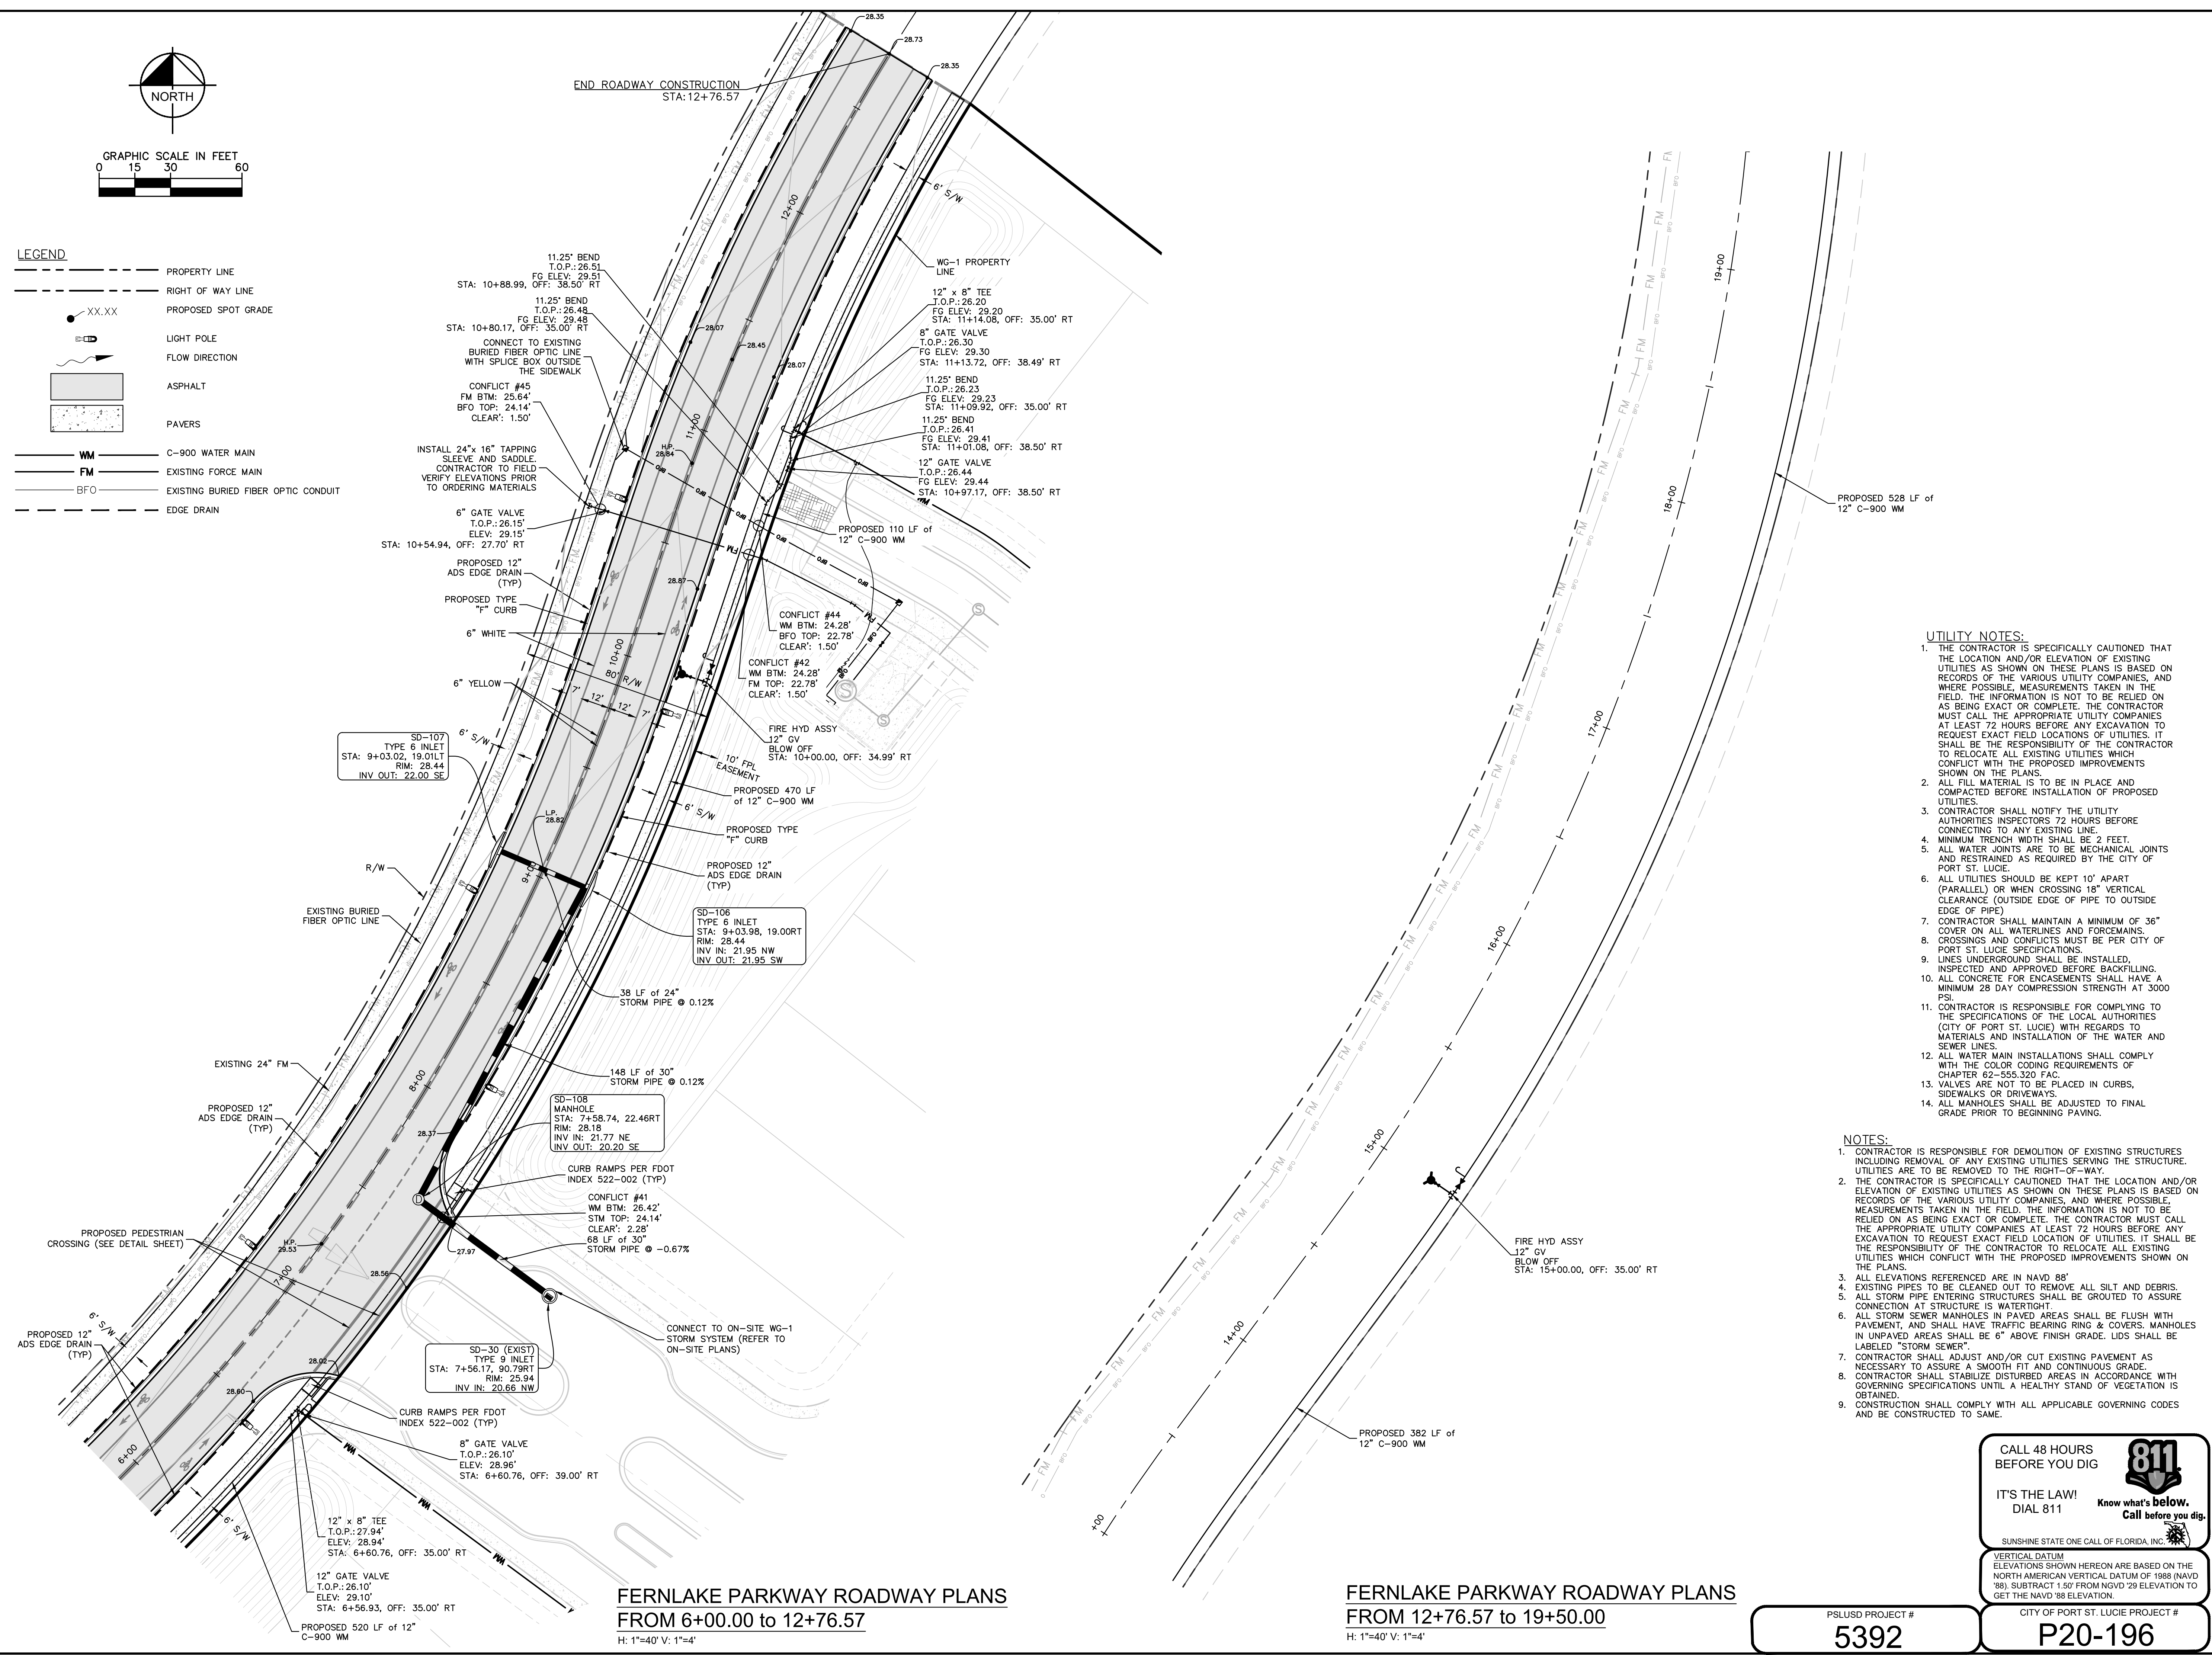 NORTH
GRAPHIC SCALE IN FEET
0 15 30 60
LEGEND
PROPERTY LINE
RIGHT OF WAY LINE
XX.XX PROPOSED SPOT GRADE
LIGHT POLE
FLOW DIRECTION
ASPHALT
PAVERS
WM C-900 WATER MAIN
FM EXISTING FORCE MAIN
BFO EXISTING BURIED FIBER OPTIC CONDUIT
EDGE DRAIN
28.35
28.73
28.35
END ROADWAY CONSTRUCTION
STA:12+76.57
12+00
6' S/W
WG-1 PROPERTY
LINE
11.25° BEND
T.O.P.:26.51
FG ELEV: 29.51
STA: 10+88.99, OFF: 38.50' RT
11.25° BEND
T.O.P.:26.48
FG ELEV: 29.48
STA: 10+80.17, OFF: 35.00' RT
CONNECT TO EXISTING
BURIED FIBER OPTIC LINE
WITH SPLICE BOX OUTSIDE
THE SIDEWALK
CONFLICT #45
FM BTM: 25.64'
BFO TOP: 24.14'
CLEAR': 1.50'
INSTALL 24"x 16" TAPPING
SLEEVE AND SADDLE.
CONTRACTOR TO FIELD
VERIFY ELEVATIONS PRIOR
TO ORDERING MATERIALS
6" GATE VALVE
T.O.P.:26.15'
ELEV: 29.15'
STA: 10+54.94, OFF: 27.70' RT
PROPOSED 12"
ADS EDGE DRAIN
(TYP)
PROPOSED TYPE
"F" CURB
6" WHITE
6" YELLOW
12" x 8" TEE
T.O.P.:26.20
FG ELEV: 29.20
STA: 11+14.08, OFF: 35.00' RT
8" GATE VALVE
T.O.P.:26.30
FG ELEV: 29.30
STA: 11+13.72, OFF: 38.49' RT
11.25° BEND
T.O.P.:26.23
FG ELEV: 29.23
STA: 11+09.92, OFF: 35.00' RT
11.25° BEND
T.O.P.:26.41
FG ELEV: 29.41
STA: 11+01.08, OFF: 38.50' RT
12" GATE VALVE
T.O.P.:26.44
FG ELEV: 29.44
STA: 10+97.17, OFF: 38.50' RT
28.07
28.45
28.07
11+00
H.P.
28.84
28.87
PROPOSED 110 LF of
12" C-900 WM
CONFLICT #44
WM BTM: 24.28'
BFO TOP: 22.78'
CLEAR': 1.50'
CONFLICT #42
WM BTM: 24.28'
FM TOP: 22.78'
CLEAR': 1.50'
10+00
80' R/W
7' 12' 12' 7'
FIRE HYD ASSY
12" GV
BLOW OFF
STA: 10+00.00, OFF: 34.99' RT
10' FPL
EASEMENT
PROPOSED 470 LF
of 12" C-900 WM
6' S/W
6' S/W
SD-107
TYPE 6 INLET
STA: 9+03.02, 19.01LT
RIM: 28.44
INV OUT: 22.00 SE
L.P.
28.82
PROPOSED TYPE
"F" CURB
PROPOSED 12"
ADS EDGE DRAIN
(TYP)
R/W
EXISTING BURIED
FIBER OPTIC LINE
SD-106
TYPE 6 INLET
STA: 9+03.98, 19.00RT
RIM: 28.44
INV IN: 21.95 NW
INV OUT: 21.95 SW
38 LF of 24"
STORM PIPE @ 0.12%
EXISTING 24" FM
8+00
148 LF of 30"
STORM PIPE @ 0.12%
PROPOSED 12"
ADS EDGE DRAIN
(TYP)
SD-108
MANHOLE
STA: 7+58.74, 22.46RT
RIM: 28.18
INV IN: 21.77 NE
INV OUT: 20.20 SE
28.37
CURB RAMPS PER FDOT
INDEX 522-002 (TYP)
CONFLICT #41
WM BTM: 26.42'
STM TOP: 24.14'
CLEAR': 2.28'
68 LF of 30"
STORM PIPE @ -0.67%
D
27.97
28.56
PROPOSED PEDESTRIAN
CROSSING (SEE DETAIL SHEET)
H.P.
29.53
7+00
CONNECT TO ON-SITE WG-1
STORM SYSTEM (REFER TO
ON-SITE PLANS)
SD-30 (EXIST)
TYPE 9 INLET
STA: 7+56.17, 90.79RT
RIM: 25.94
INV IN: 20.66 NW
6' S/W
PROPOSED 12"
ADS EDGE DRAIN
(TYP)
28.02
28.60
CURB RAMPS PER FDOT
INDEX 522-002 (TYP)
6+00
8" GATE VALVE
T.O.P.:26.10'
ELEV: 28.96'
STA: 6+60.76, OFF: 39.00' RT
6' S/W
12" x 8" TEE
T.O.P.:27.94'
ELEV: 28.94'
STA: 6+60.76, OFF: 35.00' RT
12" GATE VALVE
T.O.P.:26.10'
ELEV: 29.10'
STA: 6+56.93, OFF: 35.00' RT
PROPOSED 520 LF of 12"
C-900 WM
WM
WM
WM
FERNLAKE PARKWAY ROADWAY PLANS
FROM 6+00.00 to 12+76.57
H: 1"=40' V: 1"=4'
19+00
18+00
17+00
16+00
15+00
14+00
+00
PROPOSED 528 LF of
12" C-900 WM
FIRE HYD ASSY
12" GV
BLOW OFF
STA: 15+00.00, OFF: 35.00' RT
PROPOSED 382 LF of
12" C-900 WM
FERNLAKE PARKWAY ROADWAY PLANS
FROM 12+76.57 to 19+50.00
H: 1"=40' V: 1"=4'
UTILITY NOTES:
1. THE CONTRACTOR IS SPECIFICALLY CAUTIONED THAT
THE LOCATION AND/OR ELEVATION OF EXISTING
UTILITIES AS SHOWN ON THESE PLANS IS BASED ON
RECORDS OF THE VARIOUS UTILITY COMPANIES, AND
WHERE POSSIBLE, MEASUREMENTS TAKEN IN THE
FIELD. THE INFORMATION IS NOT TO BE RELIED ON
AS BEING EXACT OR COMPLETE. THE CONTRACTOR
MUST CALL THE APPROPRIATE UTILITY COMPANIES
AT LEAST 72 HOURS BEFORE ANY EXCAVATION TO
REQUEST EXACT FIELD LOCATIONS OF UTILITIES. IT
SHALL BE THE RESPONSIBILITY OF THE CONTRACTOR
TO RELOCATE ALL EXISTING UTILITIES WHICH
CONFLICT WITH THE PROPOSED IMPROVEMENTS
SHOWN ON THE PLANS.
2. ALL FILL MATERIAL IS TO BE IN PLACE AND
COMPACTED BEFORE INSTALLATION OF PROPOSED
UTILITIES.
3. CONTRACTOR SHALL NOTIFY THE UTILITY
AUTHORITIES INSPECTORS 72 HOURS BEFORE
CONNECTING TO ANY EXISTING LINE.
4. MINIMUM TRENCH WIDTH SHALL BE 2 FEET.
5. ALL WATER JOINTS ARE TO BE MECHANICAL JOINTS
AND RESTRAINED AS REQUIRED BY THE CITY OF
PORT ST. LUCIE.
6. ALL UTILITIES SHOULD BE KEPT 10' APART
(PARALLEL) OR WHEN CROSSING 18" VERTICAL
CLEARANCE (OUTSIDE EDGE OF PIPE TO OUTSIDE
EDGE OF PIPE)
7. CONTRACTOR SHALL MAINTAIN A MINIMUM OF 36"
COVER ON ALL WATERLINES AND FORCEMAINS.
8. CROSSINGS AND CONFLICTS MUST BE PER CITY OF
PORT ST. LUCIE SPECIFICATIONS.
9. LINES UNDERGROUND SHALL BE INSTALLED,
INSPECTED AND APPROVED BEFORE BACKFILLING.
10. ALL CONCRETE FOR ENCASEMENTS SHALL HAVE A
MINIMUM 28 DAY COMPRESSION STRENGTH AT 3000
PSI.
11. CONTRACTOR IS RESPONSIBLE FOR COMPLYING TO
THE SPECIFICATIONS OF THE LOCAL AUTHORITIES
(CITY OF PORT ST. LUCIE) WITH REGARDS TO
MATERIALS AND INSTALLATION OF THE WATER AND
SEWER LINES.
12. ALL WATER MAIN INSTALLATIONS SHALL COMPLY
WITH THE COLOR CODING REQUIREMENTS OF
CHAPTER 62-555.320 FAC.
13. VALVES ARE NOT TO BE PLACED IN CURBS,
SIDEWALKS OR DRIVEWAYS.
14. ALL MANHOLES SHALL BE ADJUSTED TO FINAL
GRADE PRIOR TO BEGINNING PAVING.
NOTES:
1. CONTRACTOR IS RESPONSIBLE FOR DEMOLITION OF EXISTING STRUCTURES
INCLUDING REMOVAL OF ANY EXISTING UTILITIES SERVING THE STRUCTURE.
UTILITIES ARE TO BE REMOVED TO THE RIGHT-OF-WAY.
2. THE CONTRACTOR IS SPECIFICALLY CAUTIONED THAT THE LOCATION AND/OR
ELEVATION OF EXISTING UTILITIES AS SHOWN ON THESE PLANS IS BASED ON
RECORDS OF THE VARIOUS UTILITY COMPANIES, AND WHERE POSSIBLE,
MEASUREMENTS TAKEN IN THE FIELD. THE INFORMATION IS NOT TO BE
RELIED ON AS BEING EXACT OR COMPLETE. THE CONTRACTOR MUST CALL
THE APPROPRIATE UTILITY COMPANIES AT LEAST 72 HOURS BEFORE ANY
EXCAVATION TO REQUEST EXACT FIELD LOCATION OF UTILITIES. IT SHALL BE
THE RESPONSIBILITY OF THE CONTRACTOR TO RELOCATE ALL EXISTING
UTILITIES WHICH CONFLICT WITH THE PROPOSED IMPROVEMENTS SHOWN ON
THE PLANS.
3. ALL ELEVATIONS REFERENCED ARE IN NAVD 88'
4. EXISTING PIPES TO BE CLEANED OUT TO REMOVE ALL SILT AND DEBRIS.
5. ALL STORM PIPE ENTERING STRUCTURES SHALL BE GROUTED TO ASSURE
CONNECTION AT STRUCTURE IS WATERTIGHT.
6. ALL STORM SEWER MANHOLES IN PAVED AREAS SHALL BE FLUSH WITH
PAVEMENT, AND SHALL HAVE TRAFFIC BEARING RING & COVERS. MANHOLES
IN UNPAVED AREAS SHALL BE 6" ABOVE FINISH GRADE. LIDS SHALL BE
LABELED "STORM SEWER".
7. CONTRACTOR SHALL ADJUST AND/OR CUT EXISTING PAVEMENT AS
NECESSARY TO ASSURE A SMOOTH FIT AND CONTINUOUS GRADE.
8. CONTRACTOR SHALL STABILIZE DISTURBED AREAS IN ACCORDANCE WITH
GOVERNING SPECIFICATIONS UNTIL A HEALTHY STAND OF VEGETATION IS
OBTAINED.
9. CONSTRUCTION SHALL COMPLY WITH ALL APPLICABLE GOVERNING CODES
AND BE CONSTRUCTED TO SAME.
CALL 48 HOURS
BEFORE YOU DIG
IT'S THE LAW!
DIAL 811
811
Know what's below.
Call before you dig.
SUNSHINE STATE ONE CALL OF FLORIDA, INC.
VERTICAL DATUM
ELEVATIONS SHOWN HEREON ARE BASED ON THE
NORTH AMERICAN VERTICAL DATUM OF 1988 (NAVD
'88). SUBTRACT 1.50' FROM NGVD '29 ELEVATION TO
GET THE NAVD '88 ELEVATION.
PSLUSD PROJECT #
5392
CITY OF PORT ST. LUCIE PROJECT #
P20-196